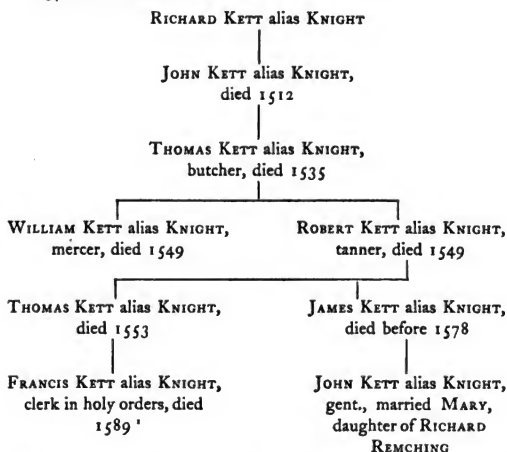 RICHARD KETT alias KNIGHT
JOHN KETT alias KNIGHT,
died 1512
THOMAS KETT alias KNIGHT,
butcher, died 1535
WILLIAM KETT alias KNIGHT,
mercer, died 1549
ROBERT KETT alias KNIGHT,
tanner, died 1549
THOMAS KETT alias KNIGHT,
died 1553
JAMES KETT alias KNIGHT,
died before 1578
FRANCIS KETT alias KNIGHT,
clerk in holy orders, died
1589 ¹
JOHN KETT alias KNIGHT,
gent., married MARY,
daughter of RICHARD
REMCHING